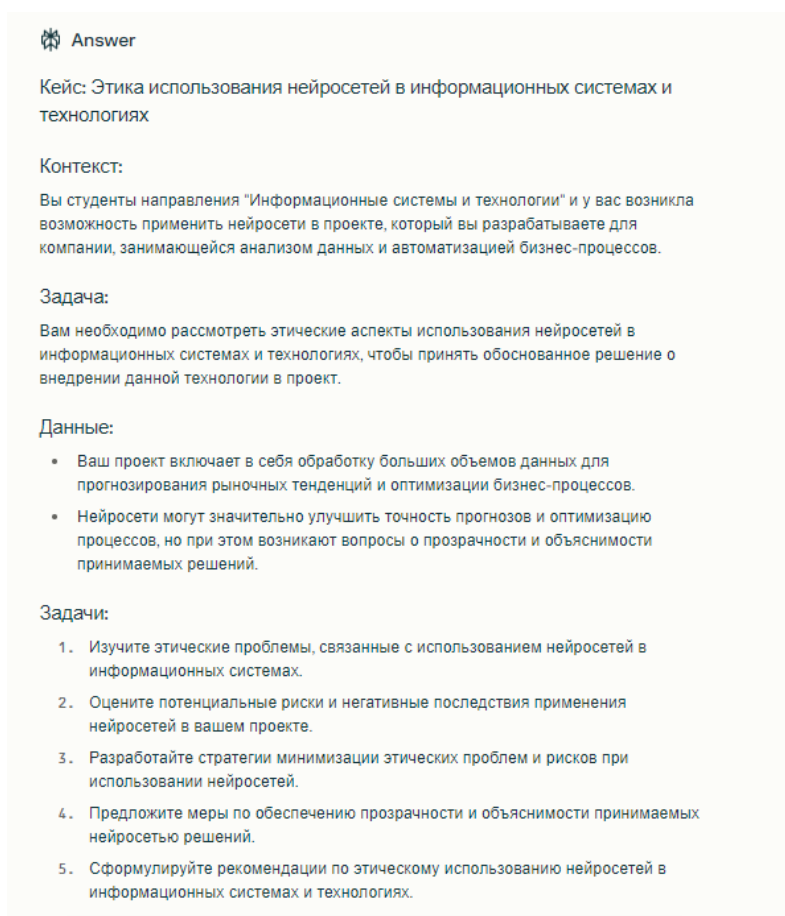 Answer
Кейс: Этика использования нейросетей в информационных системах и
технологиях
Контекст:
Вы студенты направления "Информационные системы и технологии" и у вас возникла
возможность применить нейросети в проекте, который вы разрабатываете для
компании, занимающейся анализом данных и автоматизацией бизнес-процессов.
Задача:
Вам необходимо рассмотреть этические аспекты использования нейросетей в
информационных системах и технологиях, чтобы принять обоснованное решение о
внедрении данной технологии в проект.
Данные:
• Ваш проект включает в себя обработку больших объемов данных для
прогнозирования рыночных тенденций и оптимизации бизнес-процессов.
• Нейросети могут значительно улучшить точность прогнозов и оптимизацию
процессов, но при этом возникают вопросы о прозрачности и объяснимости
принимаемых решений.
Задачи:
1. Изучите этические проблемы, связанные с использованием нейросетей в
информационных системах.
2. Оцените потенциальные риски и негативные последствия применения
нейросетей в вашем проекте.
3. Разработайте стратегии минимизации этических проблем и рисков при
использовании нейросетей.
4. Предложите меры по обеспечению прозрачности и объяснимости принимаемых
нейросетью решений.
5. Сформулируйте рекомендации по этическому использованию нейросетей в
информационных системах и технологиях.